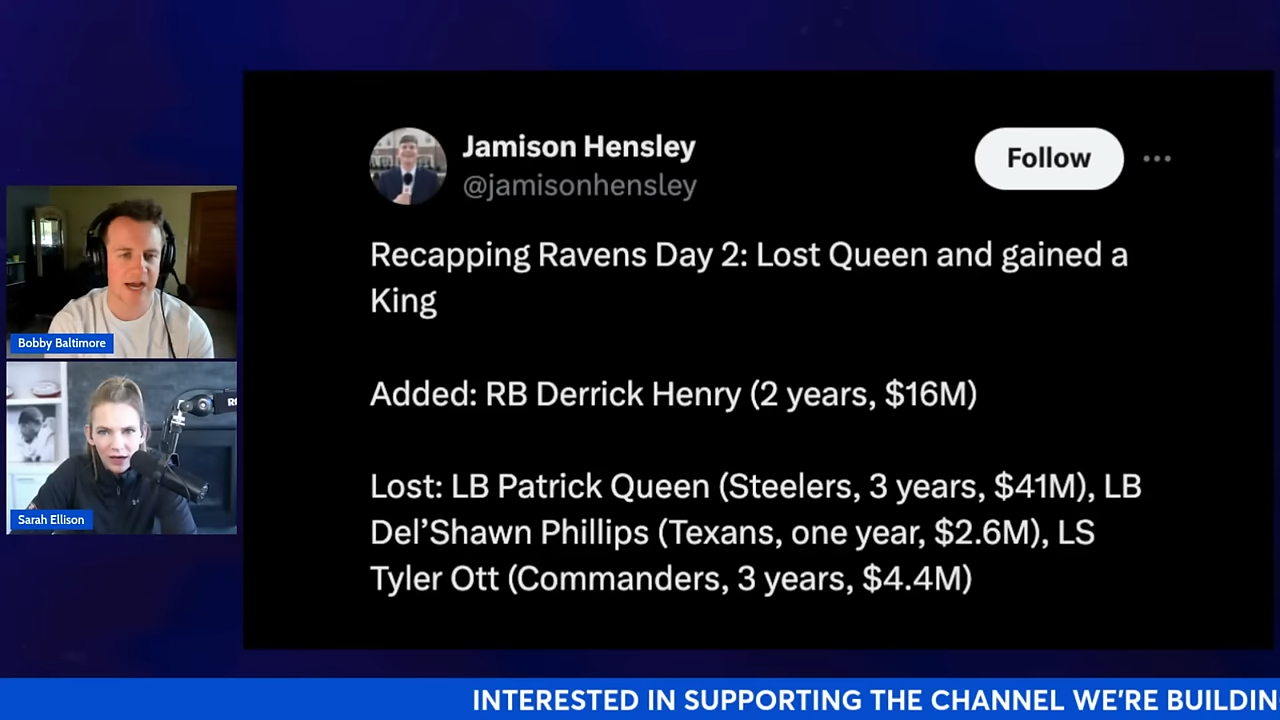 Jamison Hensley
@jamisonhensley
Follow
Recapping Ravens Day 2: Lost Queen and gained a
King
Added: RB Derrick Henry (2 years, $16M)
Lost: LB Patrick Queen (Steelers, 3 years, $41M), LB
Del’Shawn Phillips (Texans, one year, $2.6M), LS
Tyler Ott (Commanders, 3 years, $4.4M)
Bobby Baltimore
Sarah Ellison
INTERESTED IN SUPPORTING THE CHANNEL WE'RE BUILDIN